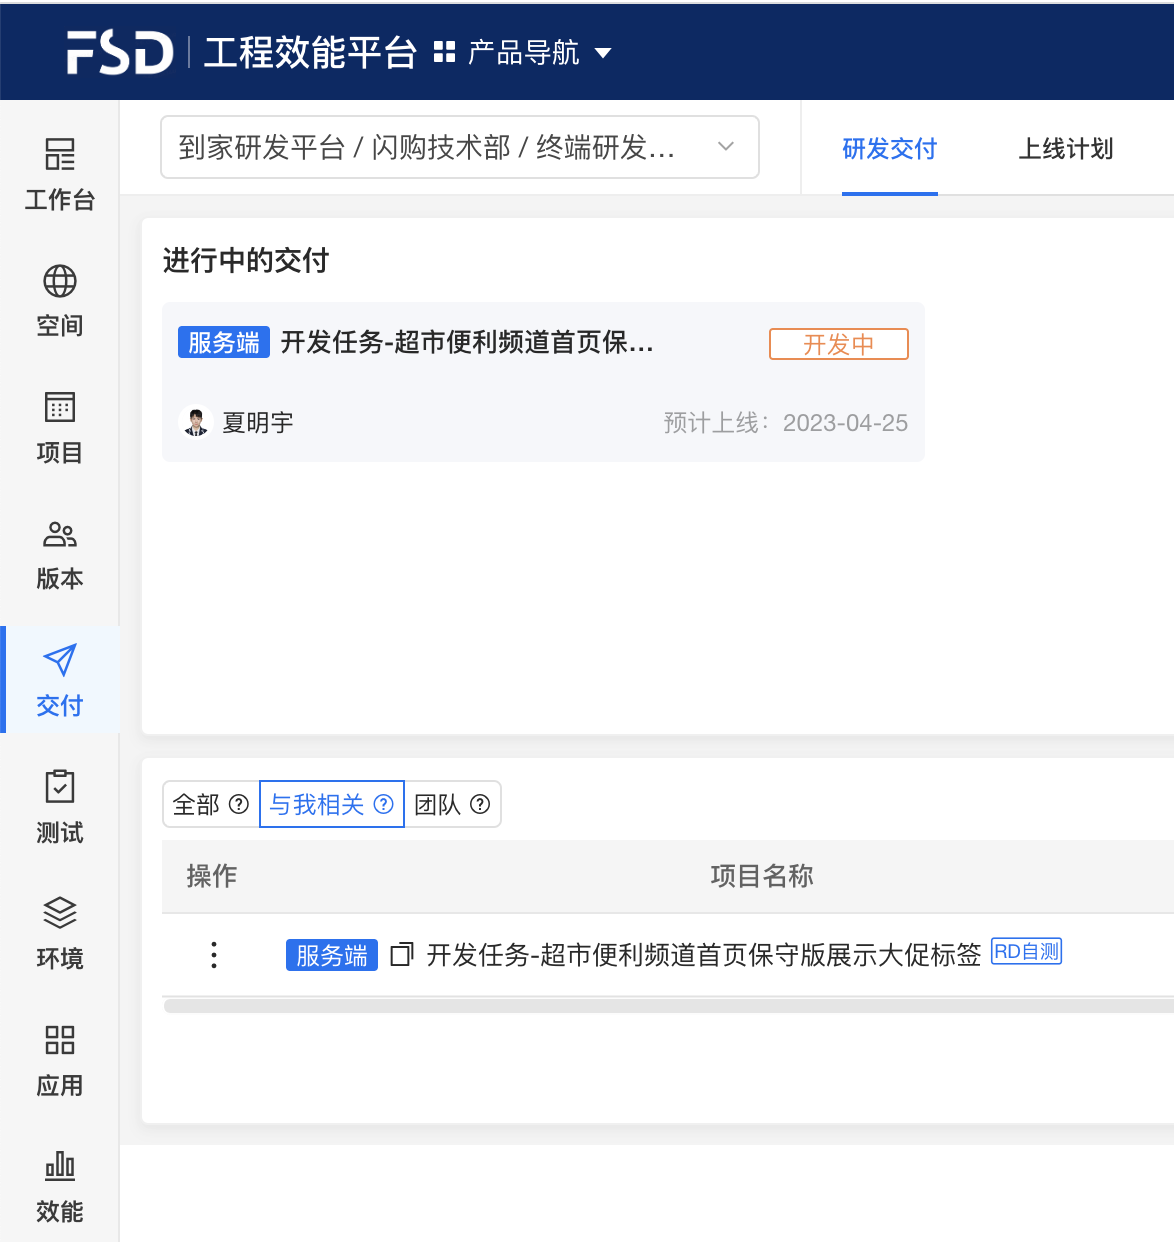 FSD 工程效能平台 产品导航
工作台
空间
项目
版本
交付
测试
环境
应用
效能
到家研发平台 / 闪购技术部 / 终端研发...
研发交付 上线计划
进行中的交付
服务端 开发任务-超市便利频道首页保... 开发中
夏明宇 预计上线：2023-04-25
全部 ? 与我相关 ? 团队 ?
操作 项目名称
服务端 开发任务-超市便利频道首页保守版展示大促标签 RD自测